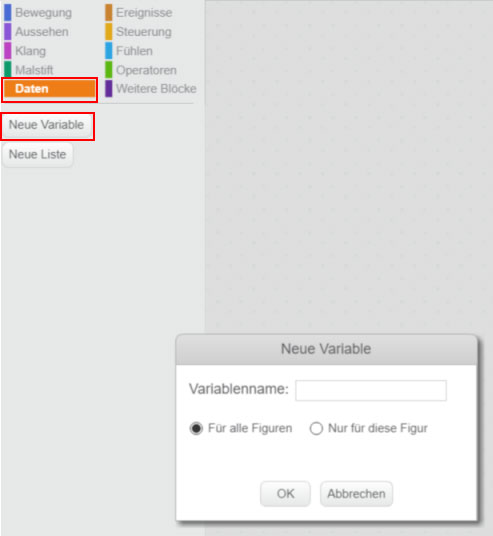 Bewegung Ereignisse
Aussehen Steuerung
Klang Fühlen
Malstift Operatoren
Daten Weitere Blöcke
Neue Variable
Neue Liste
Neue Variable
Variablenname:
Für alle Figuren Nur für diese Figur
OK Abbrechen